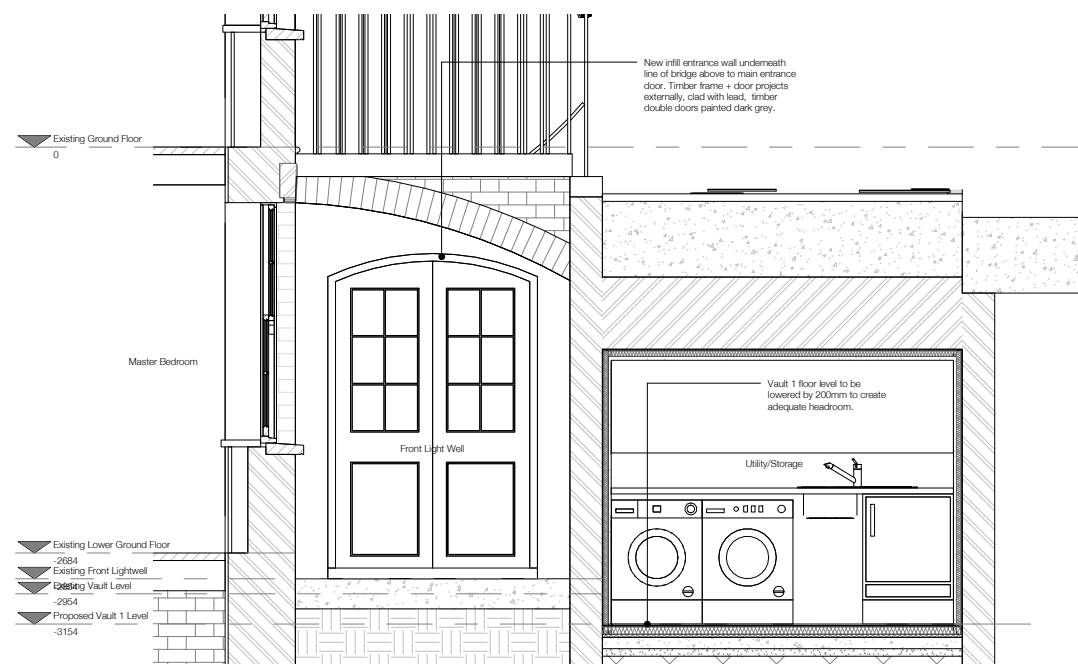 New infill entrance wall underneath
line of bridge above to main entrance
door. Timber frame + door projects
externally, clad with lead, timber
double doors painted dark grey.
Existing Ground Floor
0
Master Bedroom
Vault 1 floor level to be
lowered by 200mm to create
adequate headroom.
Front Light Well
Utility/Storage
Existing Lower Ground Floor
-2684
Existing Front Lightwell
Existing Vault Level
-2954
Proposed Vault 1 Level
-3154